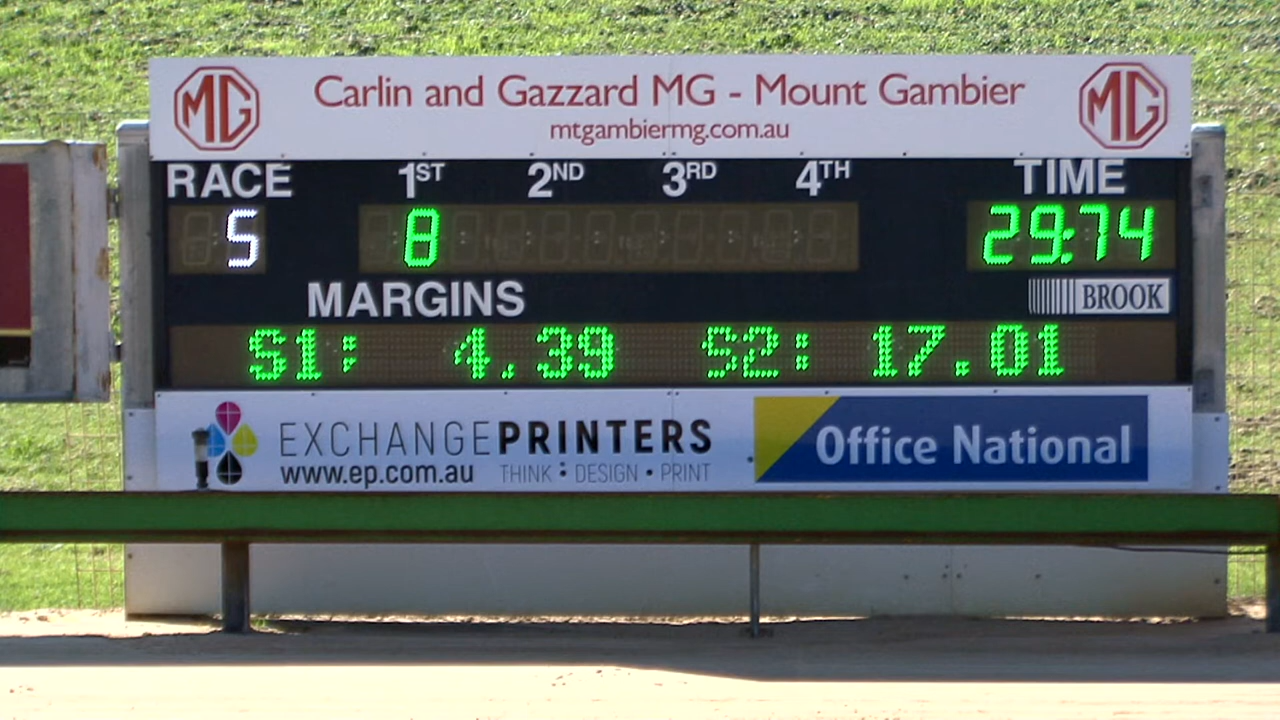 MG Carlin and Gazzard MG - Mount Gambier MG
mtgambiermg.com.au
RACE 1ST 2ND 3RD 4TH TIME
5 8 29:74
MARGINS BROOK
S1: 4.39 S2: 17.01
EXCHANGEPRINTERS Office National
www.ep.com.au THINK : DESIGN • PRINT